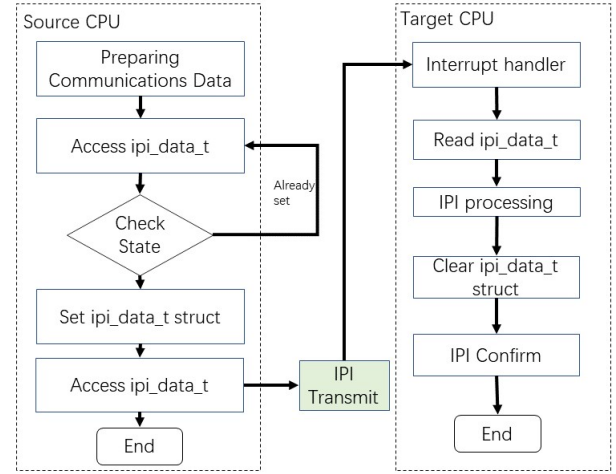 Source CPU
Preparing
Communications Data
Access ipi_data_t
Already
set
Check
State
Set ipi_data_t struct
Access ipi_data_t
End
IPI
Transmit
Target CPU
Interrupt handler
Read ipi_data_t
IPI processing
Clear ipi_data_t
struct
IPI Confirm
End